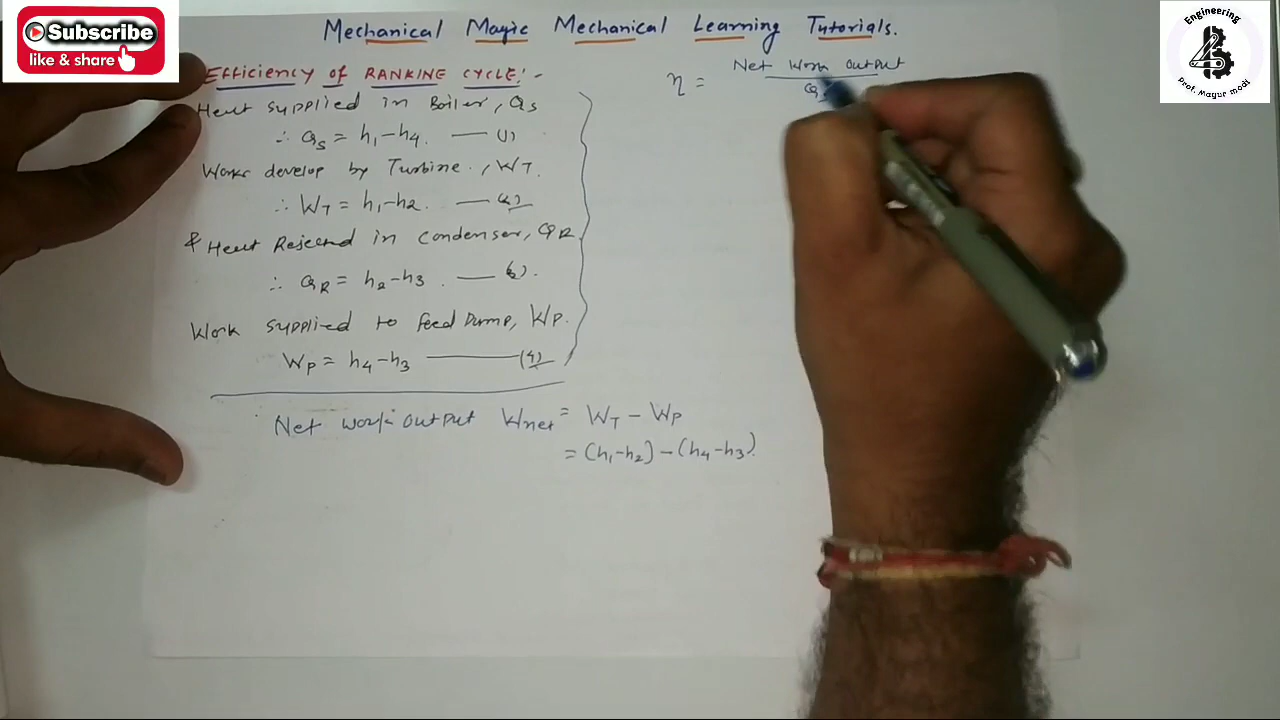 Subscribe
like & share
Engineering
Prof. Mayur modi
Mechanical Magic Mechanical Learning Tutorials.
Efficiency of RANKINE CYCLE:-
Heat supplied in Boiler, Qs
∴ Qs = h1-h4. —— (1)
Works develop by Turbine., WT.
∴ WT = h1-h2. —— (2)
& Heat Rejected in condenser, QR
∴ QR = h2-h3. —— (3).
Work supplied to feed Pump, WP.
WP = h4-h3 ——— (4)
Net work output Wnet = WT - WP
= (h1-h2) - (h4-h3).
η = Net Work output
Q